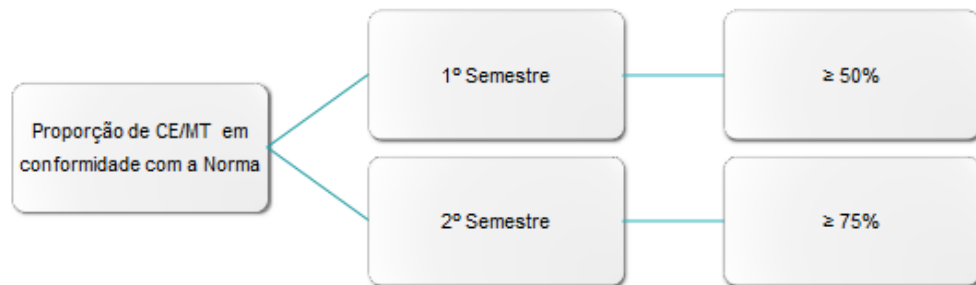 Proporção de CE/MT em
conformidade com a Norma
1º Semestre
≥ 50%
2º Semestre
≥ 75%